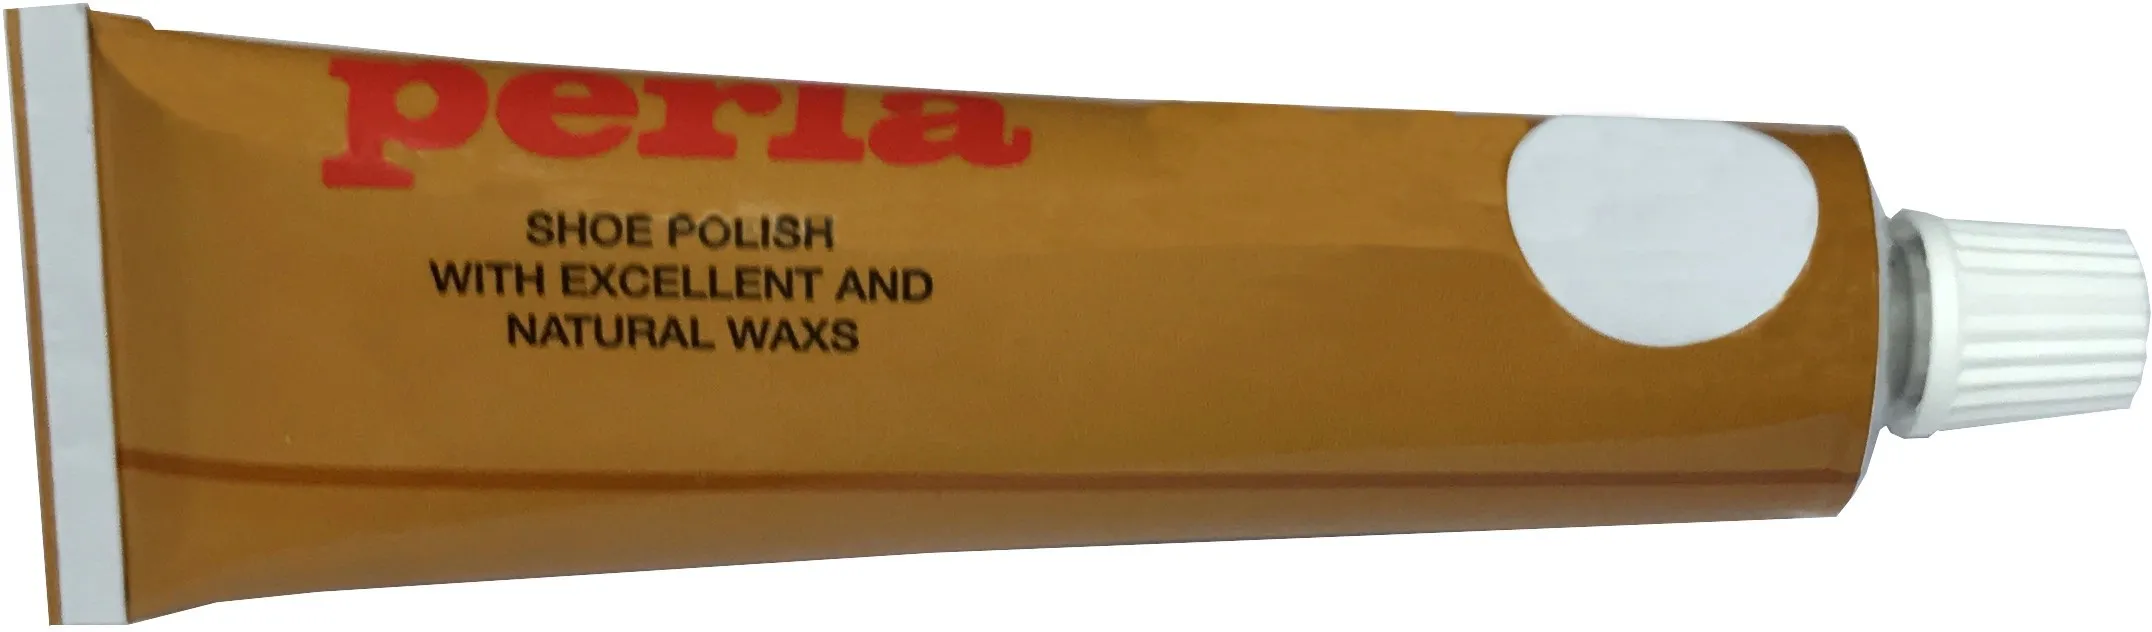 perla
SHOE POLISH
WITH EXCELLENT AND
NATURAL WAXS